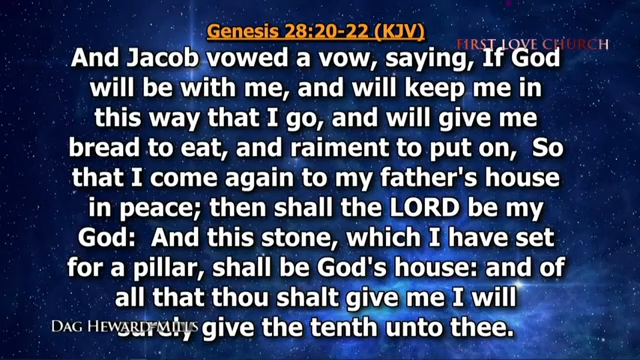 Genesis 28:20-22 (KJV)
FIRST LOVE CHURCH
And Jacob vowed a vow, saying, If God
will be with me, and will keep me in
this way that I go, and will give me
bread to eat, and raiment to put on,  So
that I come again to my father's house
in peace; then shall the LORD be my
God:  And this stone, which I have set
for a pillar, shall be God's house: and of
all that thou shalt give me I will
surely give the tenth unto thee.
DAG HEWARD-MILLS